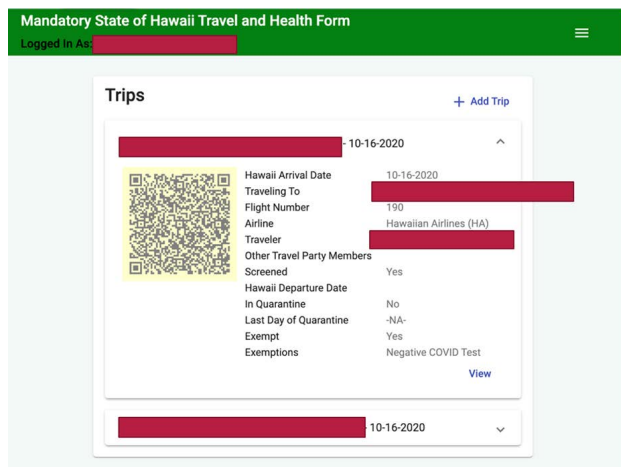 Mandatory State of Hawaii Travel and Health Form
Logged In As:
Trips
+ Add Trip
- 10-16-2020
Hawaii Arrival Date 10-16-2020
Traveling To
Flight Number 190
Airline Hawaiian Airlines (HA)
Traveler
Other Travel Party Members
Screened Yes
Hawaii Departure Date
In Quarantine No
Last Day of Quarantine -NA-
Exempt Yes
Exemptions Negative COVID Test
View
10-16-2020